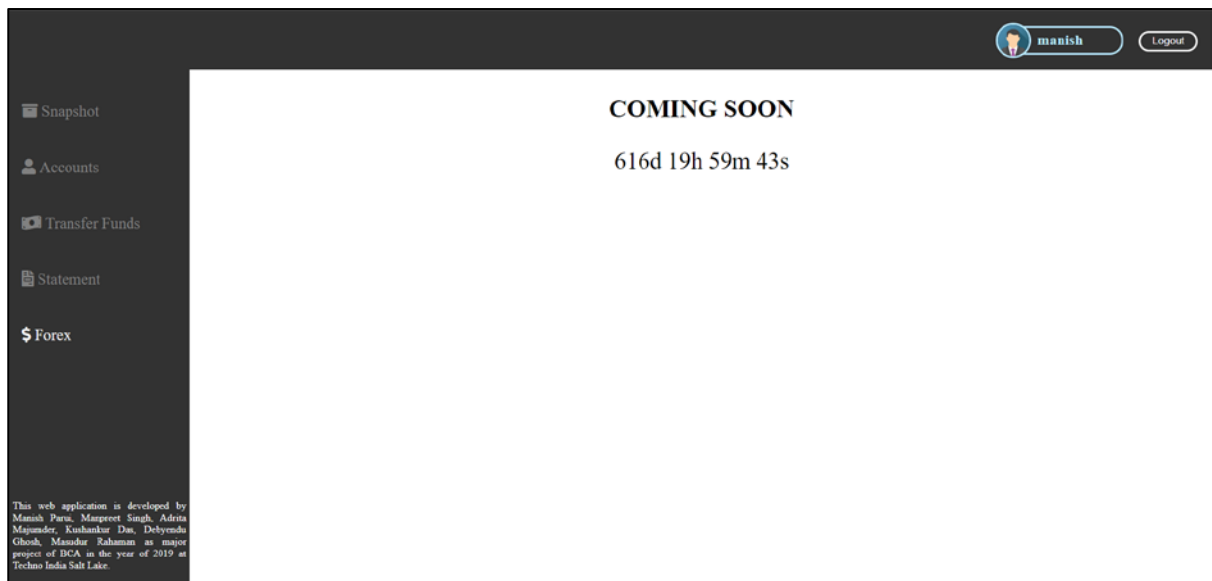 manish
Logout
Snapshot
Accounts
Transfer Funds
Statement
$ Forex
COMING SOON
616d 19h 59m 43s
This web application is developed by
Manish Parui, Manpreet Singh, Adrita
Majumder, Kushankur Das, Debyendu
Ghosh, Masudur Rahaman as major
project of BCA in the year of 2019 at
Techno India Salt Lake.